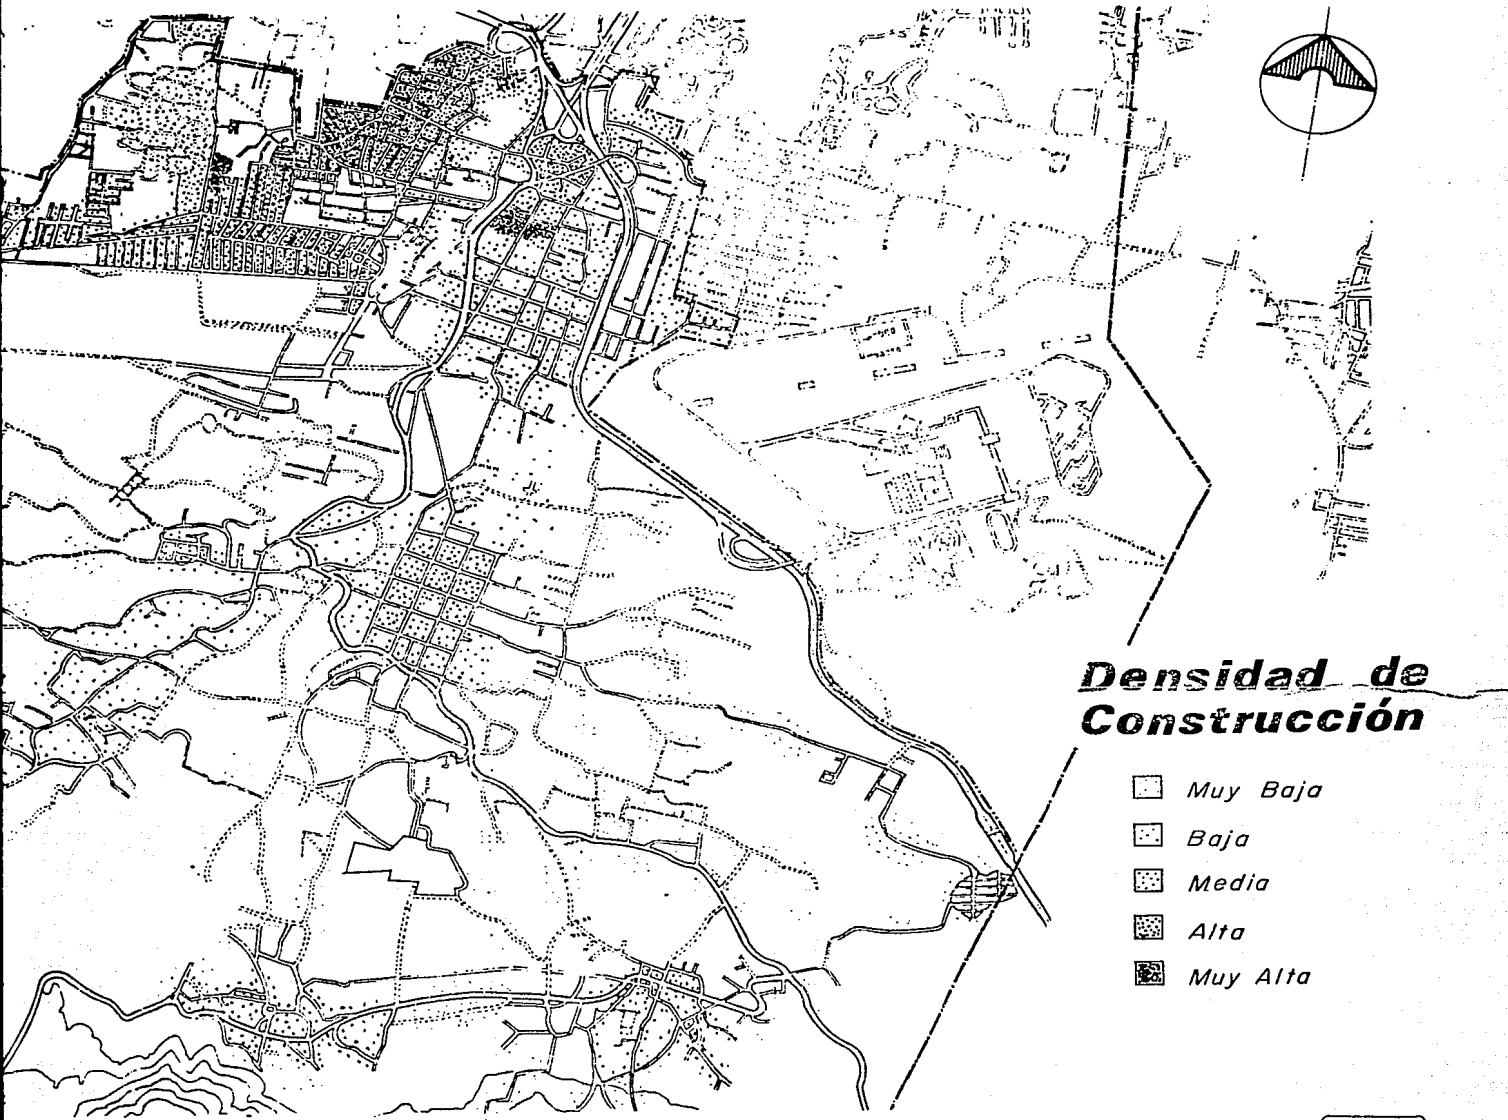 Densidad de
Construcción
Muy Baja
Baja
Media
Alta
Muy Alta